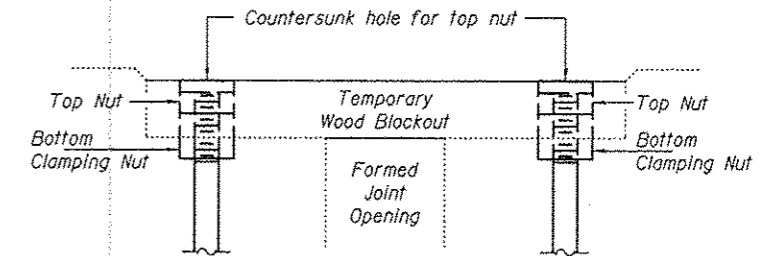 Countersunk hole for top nut
Top Nut
Temporary
Wood Blockout
Top Nut
Bottom
Clamping Nut
Formed
Joint
Opening
Bottom
Clamping Nut